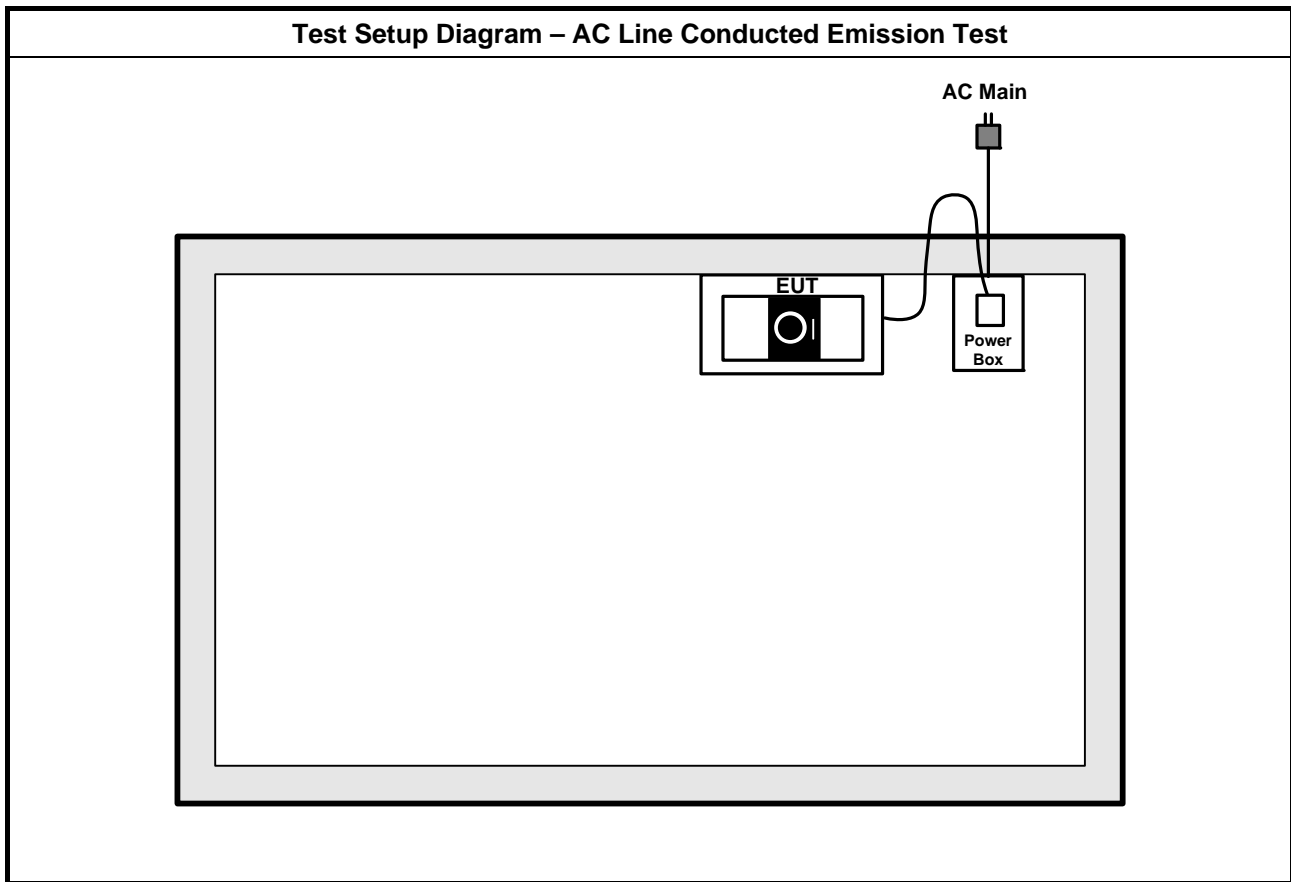 Test Setup Diagram – AC Line Conducted Emission Test
AC Main
EUT
Power
Box